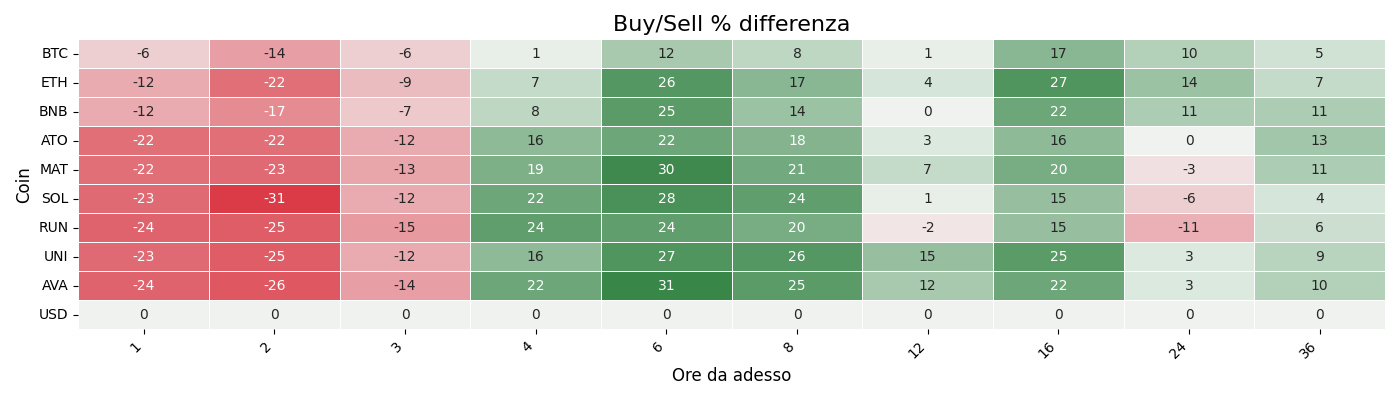 Buy/Sell % differenza
Coin
BTC -6 -14 -6 1 12 8 1 17 10 5
ETH -12 -22 -9 7 26 17 4 27 14 7
BNB -12 -17 -7 8 25 14 0 22 11 11
ATO -22 -22 -12 16 22 18 3 16 0 13
MAT -22 -23 -13 19 30 21 7 20 -3 11
SOL -23 -31 -12 22 28 24 1 15 -6 4
RUN -24 -25 -15 24 24 20 -2 15 -11 6
UNI -23 -25 -12 16 27 26 15 25 3 9
AVA -24 -26 -14 22 31 25 12 22 3 10
USD 0 0 0 0 0 0 0 0 0 0
1 2 3 4 6 8 12 16 24 36
Ore da adesso